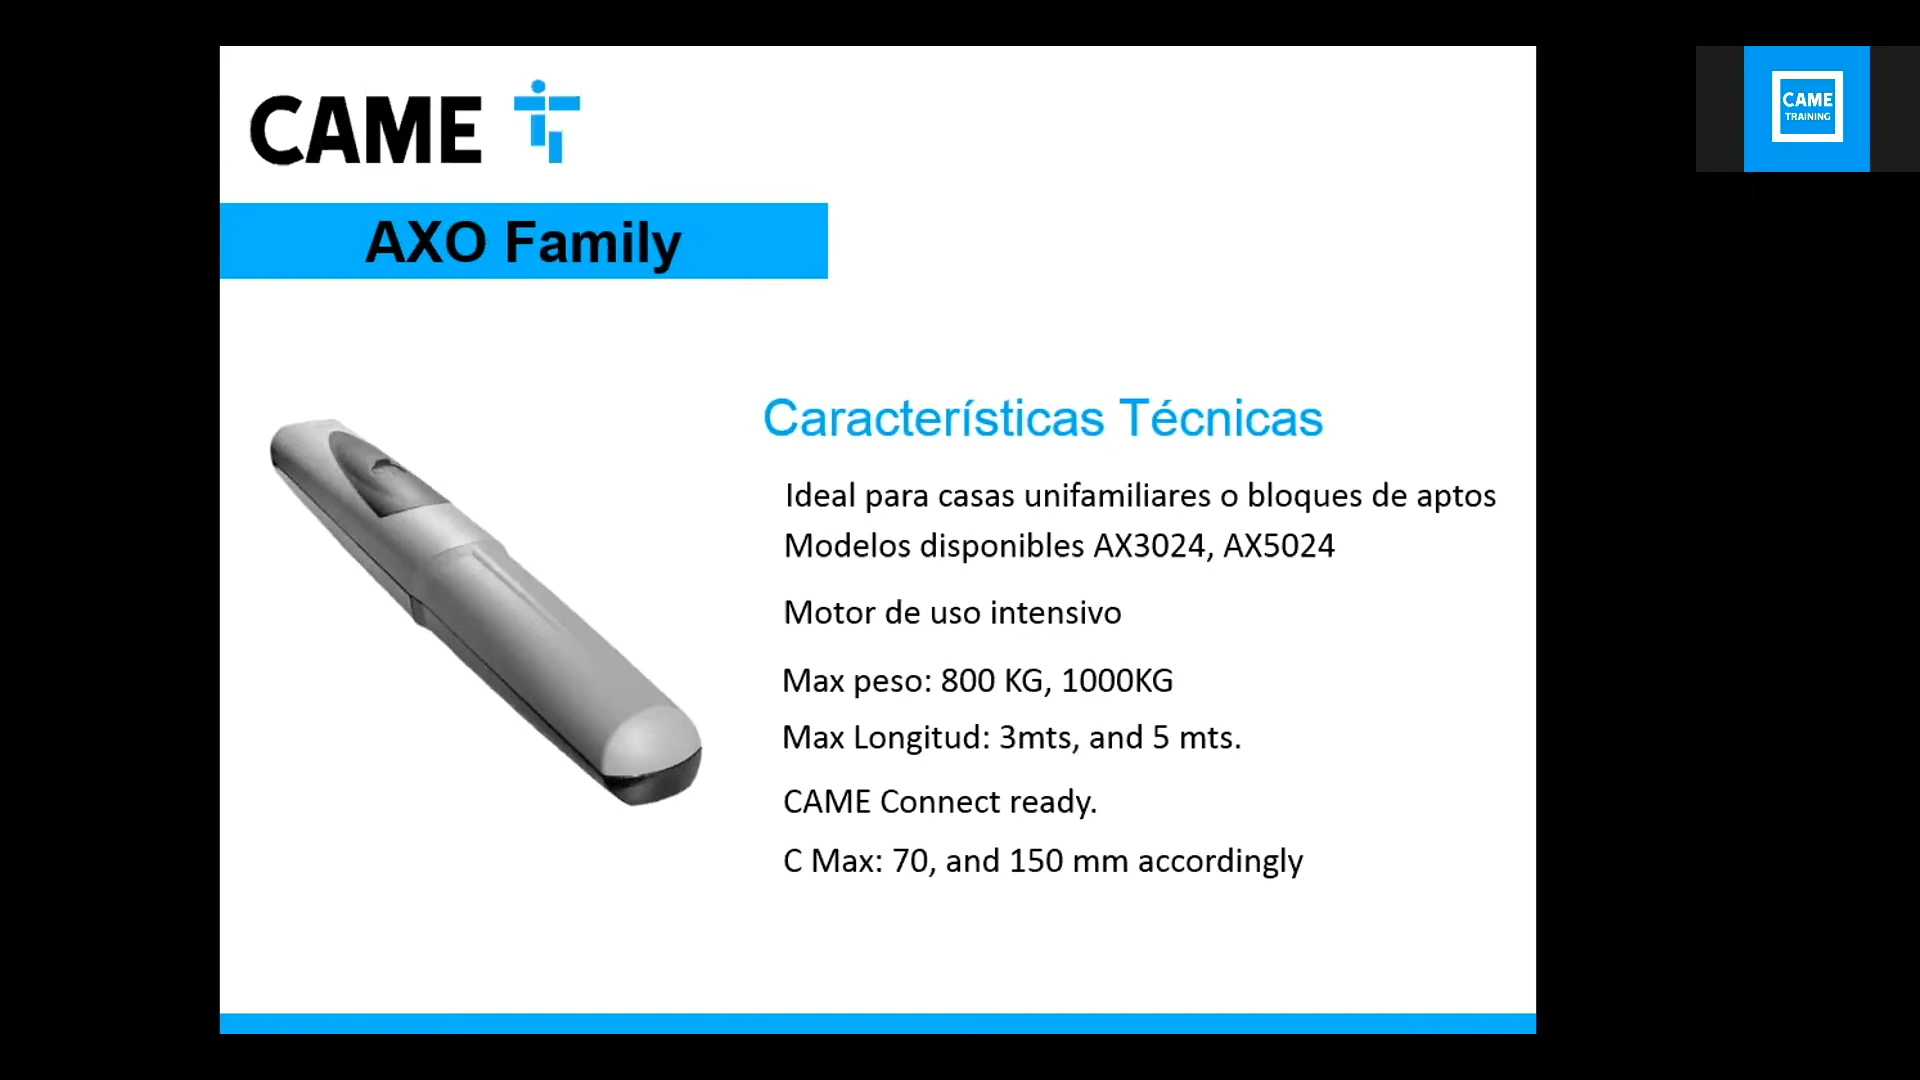 CAME
AXO Family
Características Técnicas
Ideal para casas unifamiliares o bloques de aptos
Modelos disponibles AX3024, AX5024
Motor de uso intensivo
Max peso: 800 KG, 1000KG
Max Longitud: 3mts, and 5 mts.
CAME Connect ready.
C Max: 70, and 150 mm accordingly
CAME
TRAINING